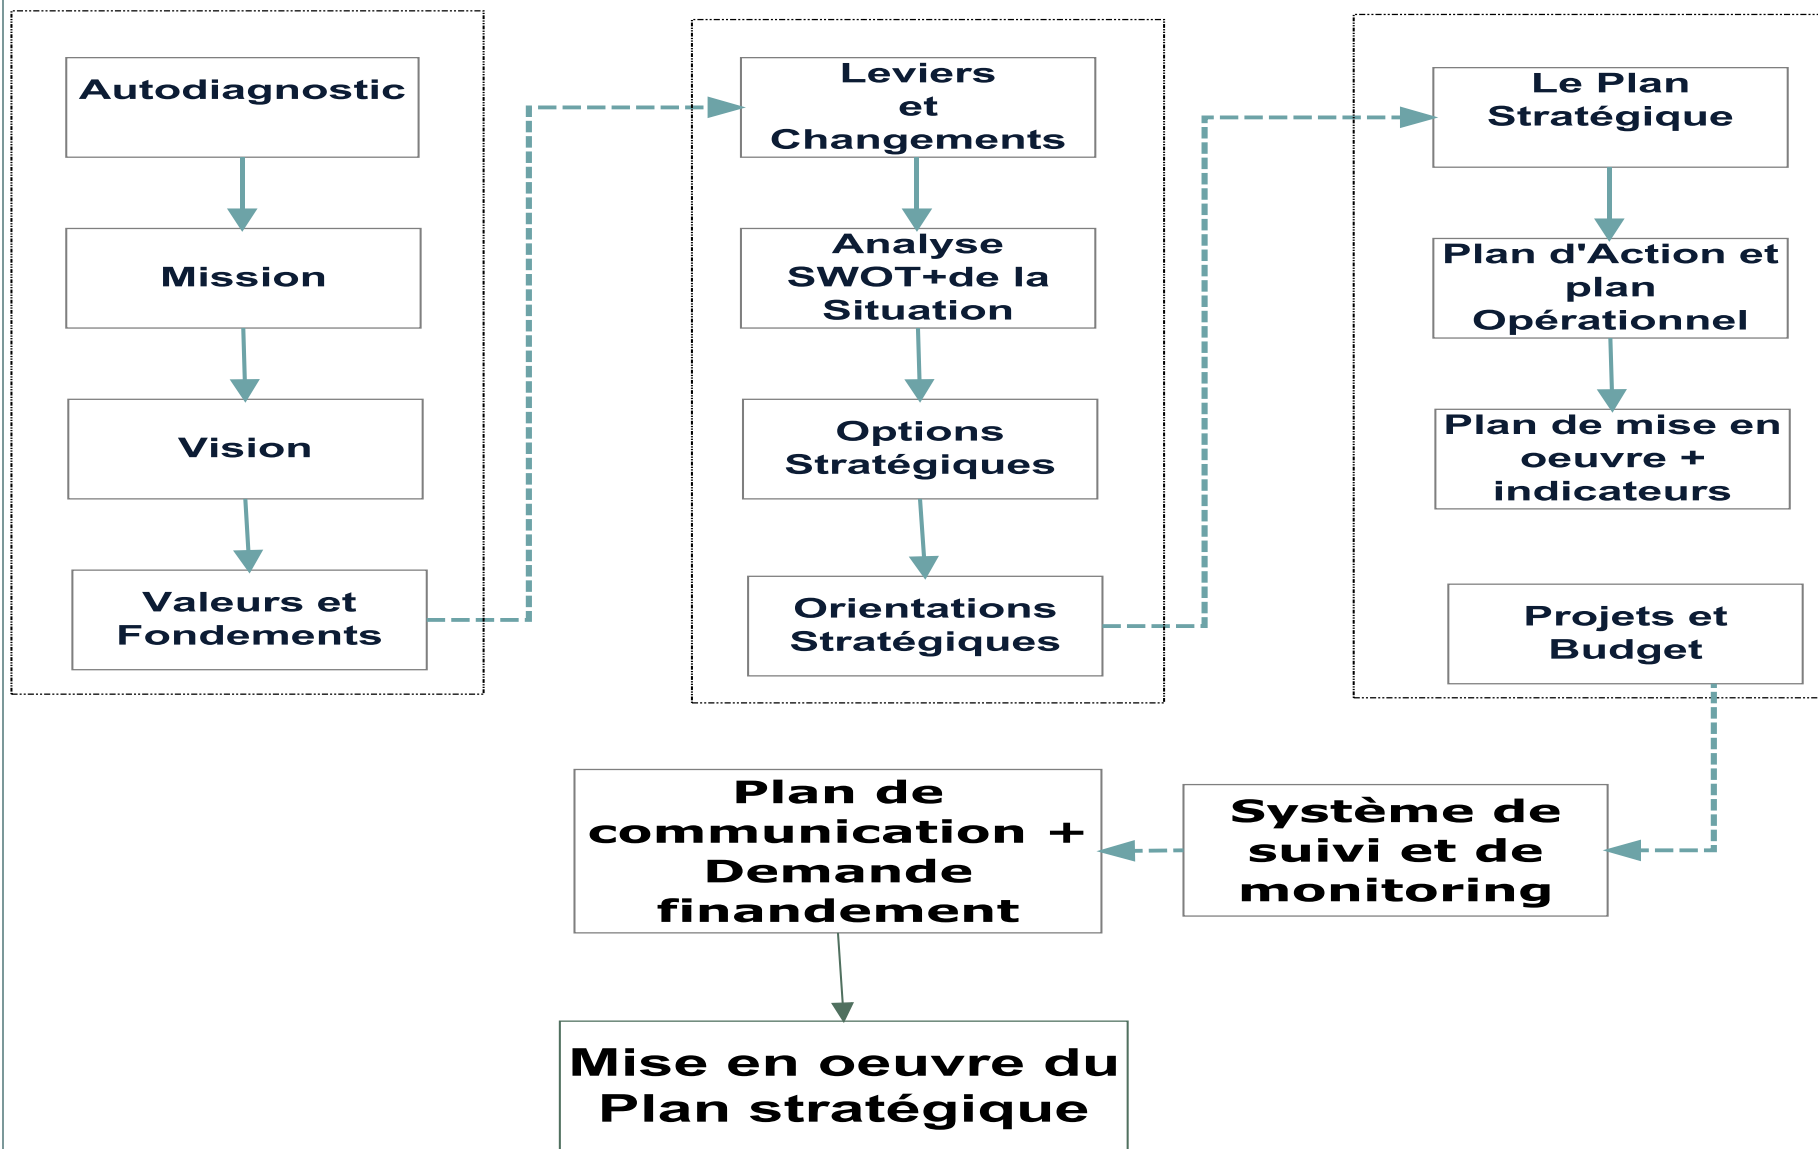 Autodiagnostic
Mission
Vision
Valeurs et
Fondements
Leviers
et
Changements
Analyse
SWOT+de la
Situation
Options
Stratégiques
Orientations
Stratégiques
Le Plan
Stratégique
Plan d'Action et
plan
Opérationnel
Plan de mise en
oeuvre +
indicateurs
Projets et
Budget
Système de
suivi et de
monitoring
Plan de
communication +
Demande
finandement
Mise en oeuvre du
Plan stratégique